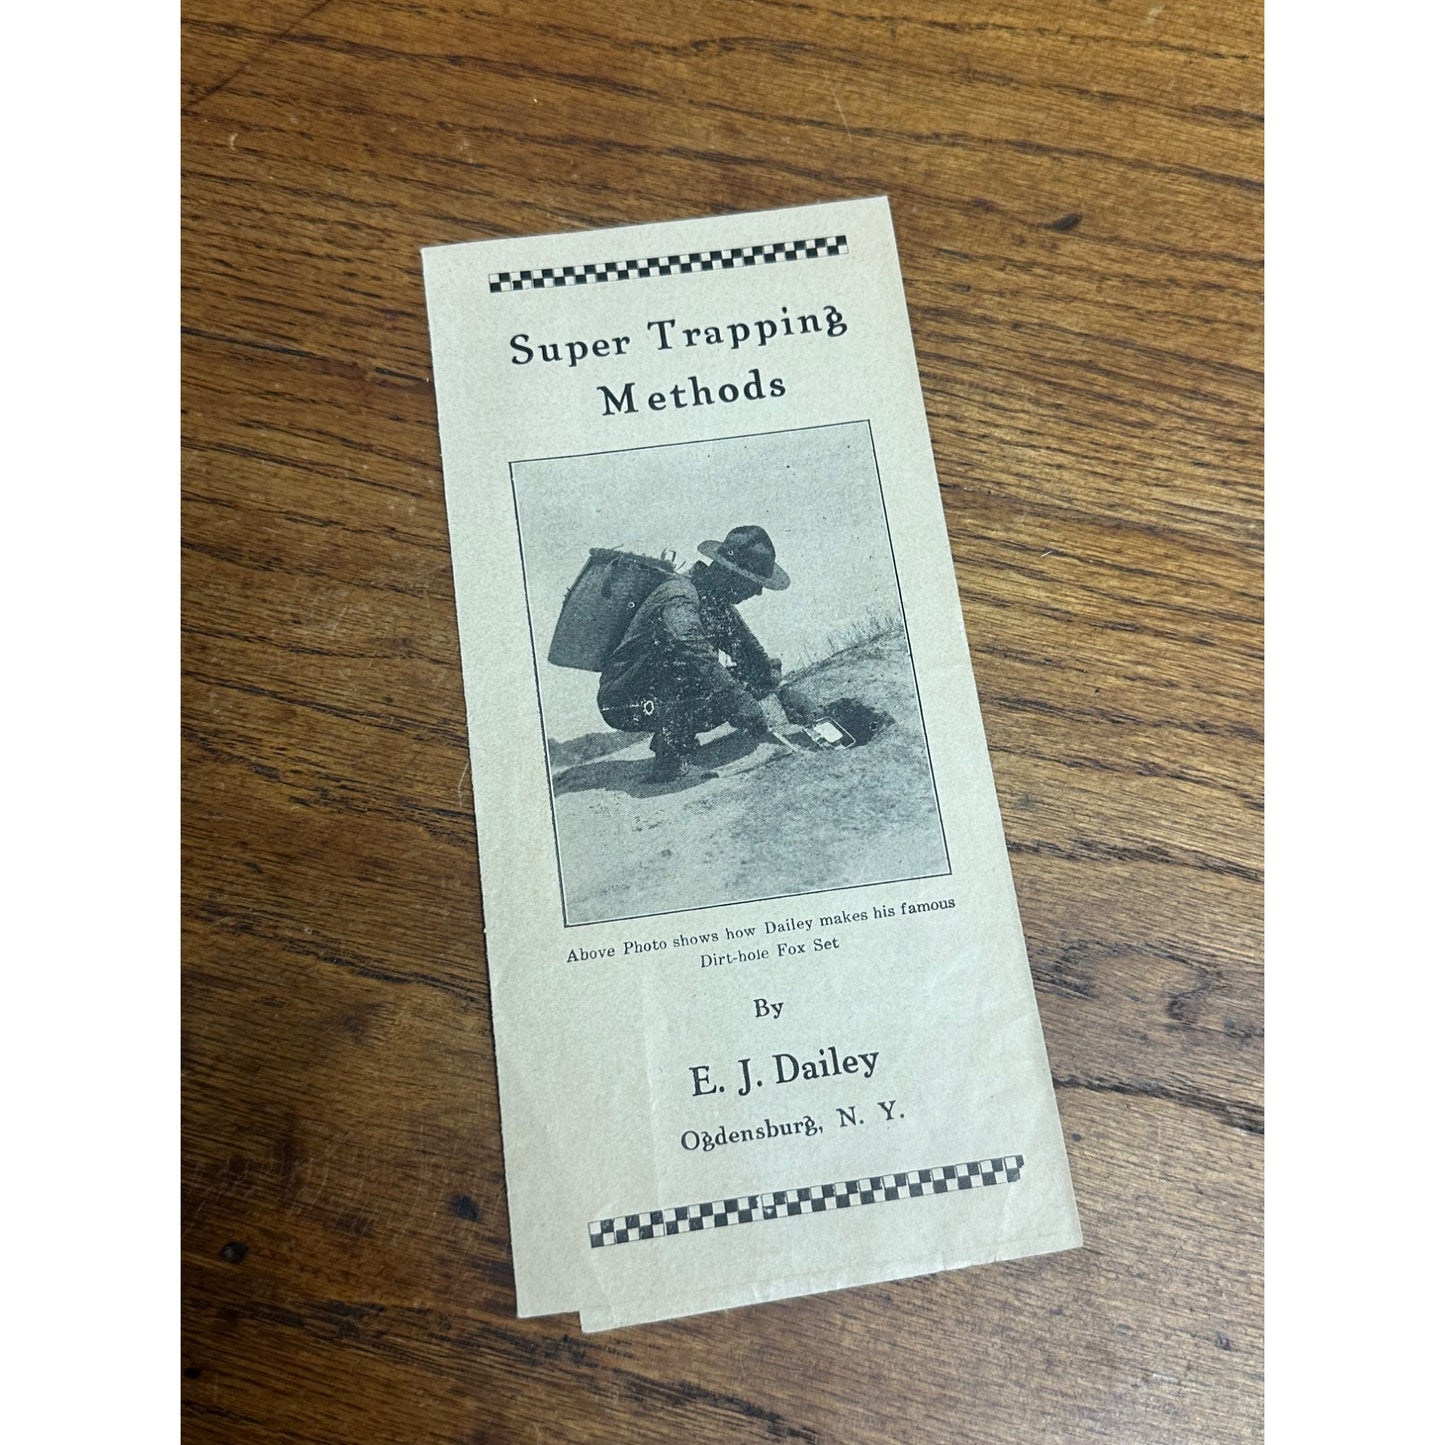 Super Trapping
Methods
Above Photo shows how Dailey makes his famous
Dirt-hole Fox Set
By
E. J. Dailey
Ogdensburg, N. Y.